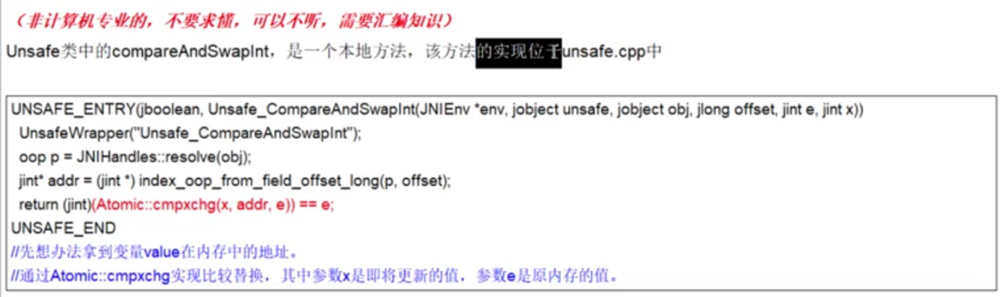 （非计算机专业的，不要求懂，可以不听，需要汇编知识）
Unsafe类中的compareAndSwapInt，是一个本地方法，该方法的实现位于unsafe.cpp中
UNSAFE_ENTRY(jboolean, Unsafe_CompareAndSwapInt(JNIEnv *env, jobject unsafe, jobject obj, jlong offset, jint e, jint x))
UnsafeWrapper("Unsafe_CompareAndSwapInt");
oop p = JNIHandles::resolve(obj);
jint* addr = (jint *) index_oop_from_field_offset_long(p, offset);
return (jint)(Atomic::cmpxchg(x, addr, e)) == e;
UNSAFE_END
//先想办法拿到变量value在内存中的地址。
//通过Atomic::cmpxchg实现比较替换，其中参数x是即将更新的值，参数e是原内存的值。